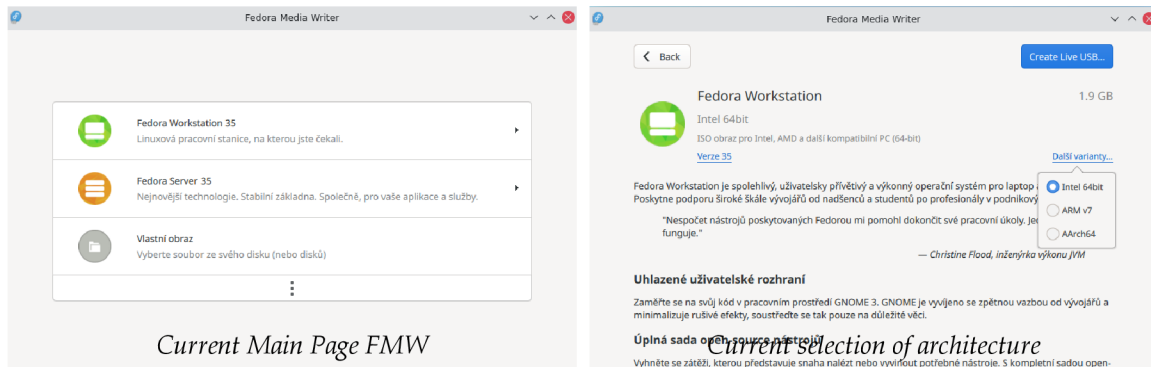 Fedora Media Writer
Fedora Workstation 35
Linuxová pracovní stanice, na kterou jste čekali.
Fedora Server 35
Nejnovější technologie. Stabilní základna. Společně, pro vaše aplikace a služby.
Vlastní obraz
Vyberte soubor ze svého disku (nebo disků)
Current Main Page FMW
Fedora Media Writer
Back
Create Live USB...
Fedora Workstation
1.9 GB
Intel 64bit
ISO obraz pro Intel, AMD a další kompatibilní PC (64-bit)
Verze 35
Další varianty...
Intel 64bit
ARM v7
AArch64
Fedora Workstation je spolehlivý, uživatelsky přívětivý a výkonný operační systém pro laptop
Poskytne podporu široké škále vývojářů od nadšenců a studentů po profesionály v podnikový
"Nespočet nástrojů poskytovaných Fedorou mi pomohl dokončit své pracovní úkoly.
funguje."
— Christine Flood, inženýrka výkonu JVM
Uhlazené uživatelské rozhraní
Zaměřte se na svůj kód v pracovním prostředí GNOME 3. GNOME je vyvíjeno se zpětnou vazbou od vývojářů a
minimalizuje rušivé efekty, soustřeďte se tak pouze na důležité věci.
Úplná sada open-source nástrojů
Current selection of architecture
Vyhněte se zátěži, kterou představuje snaha nalézt nebo vyvinout potřebné nástroje. S kompletní sadou open-